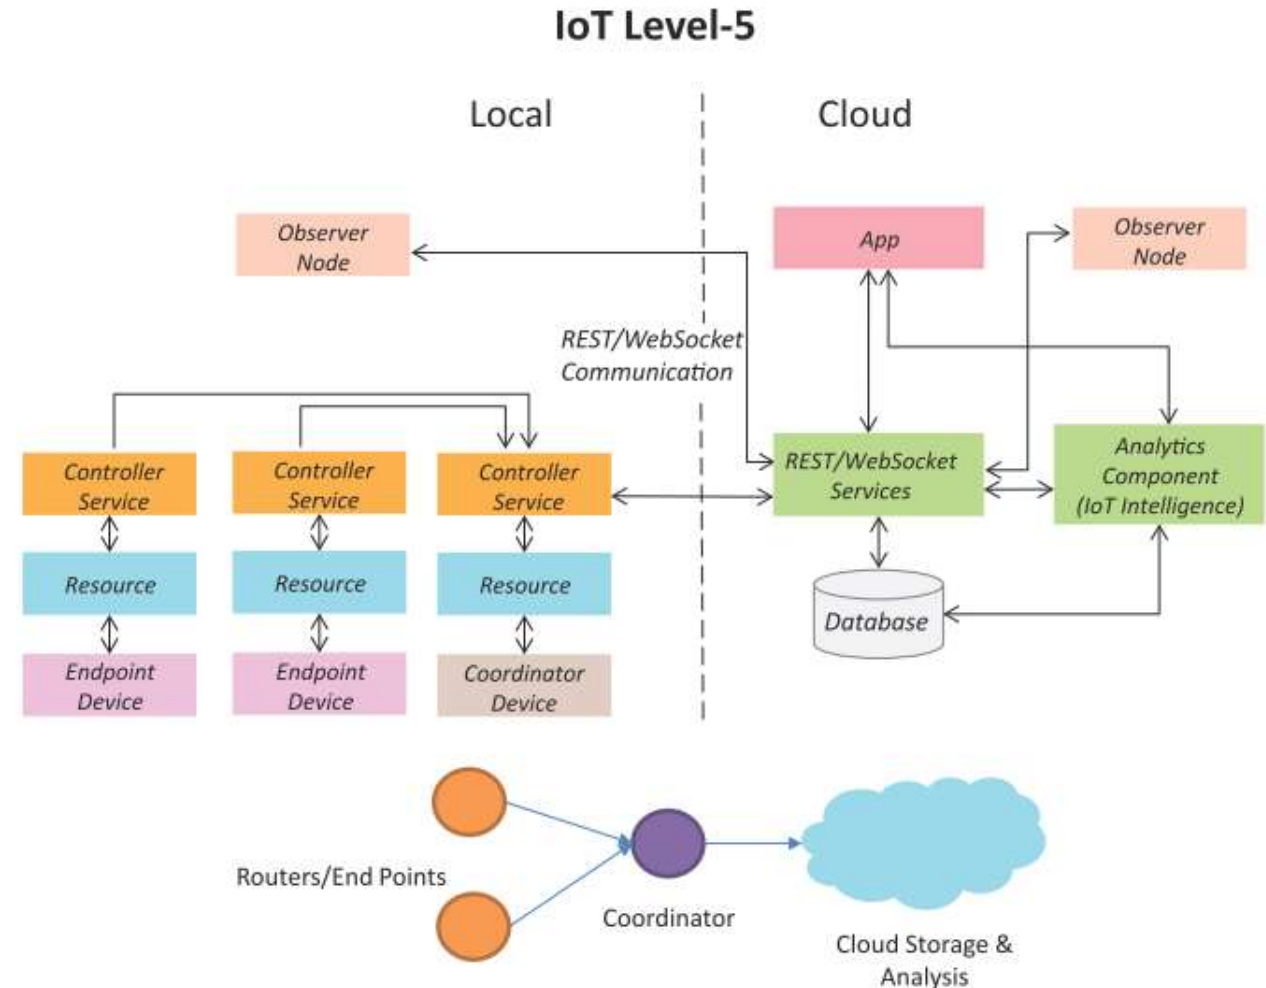 IoT Level-5
Local
Cloud
Observer
Node
App
Observer
Node
REST/WebSocket
Communication
Controller
Service
Controller
Service
Controller
Service
REST/WebSocket
Services
Analytics
Component
(IoT Intelligence)
Resource
Resource
Resource
Database
Endpoint
Device
Endpoint
Device
Coordinator
Device
Routers/End Points
Coordinator
Cloud Storage &
Analysis